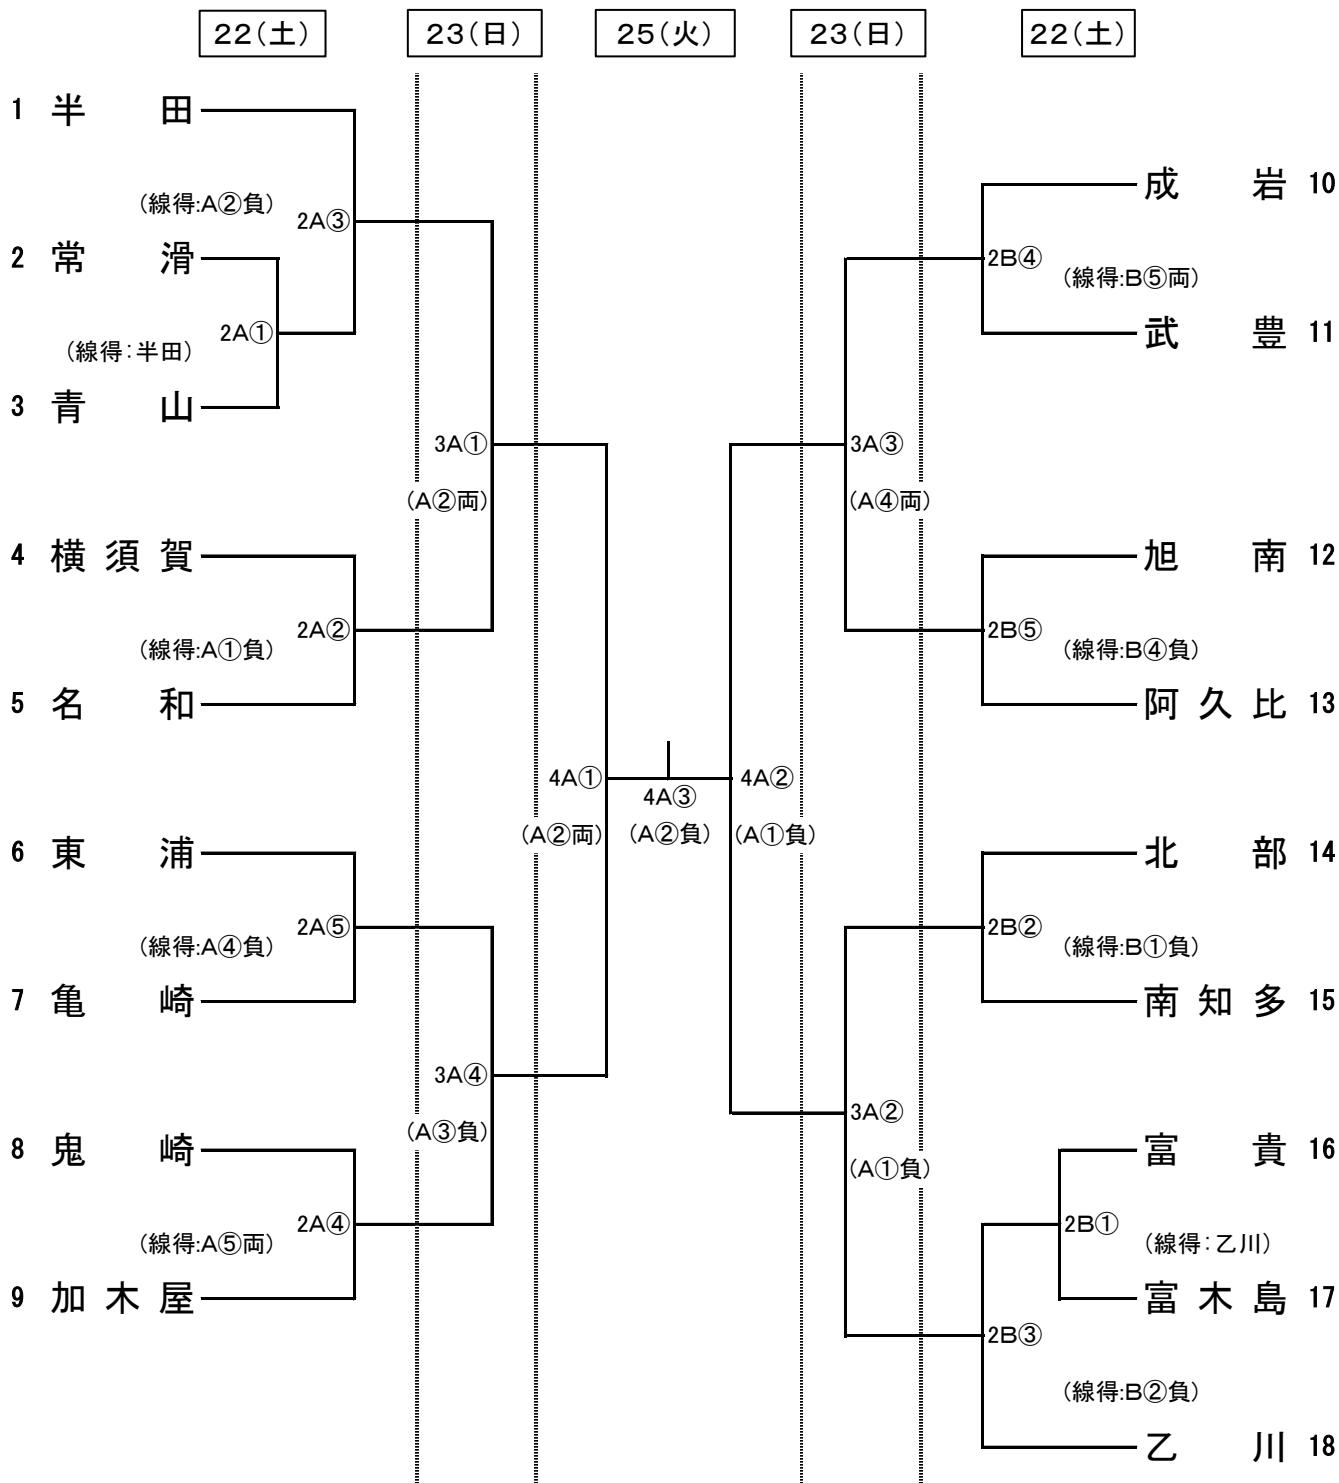 22(土) 23(日) 25(火) 23(日) 22(土)
1 半田
(線得:A②負)
2A③
2 常滑
2A①
(線得:半田)
3 青山
3A①
(A②両)
4 横須賀
2A②
(線得:A①負)
5 名和
4A①
(A②両)
6 東浦
2A⑤
(線得:A④負)
7 亀崎
3A④
(A③負)
8 鬼崎
2A④
(線得:A⑤両)
9 加木屋
4A③
(A②負)
成岩 10
2B④
(線得:B⑤両)
武豊 11
3A③
(A④両)
旭南 12
2B⑤
(線得:B④負)
阿久比 13
4A②
(A①負)
北部 14
2B②
(線得:B①負)
南知多 15
3A②
(A①負)
富貴 16
2B①
(線得:乙川)
富木島 17
2B③
(線得:B②負)
乙川 18